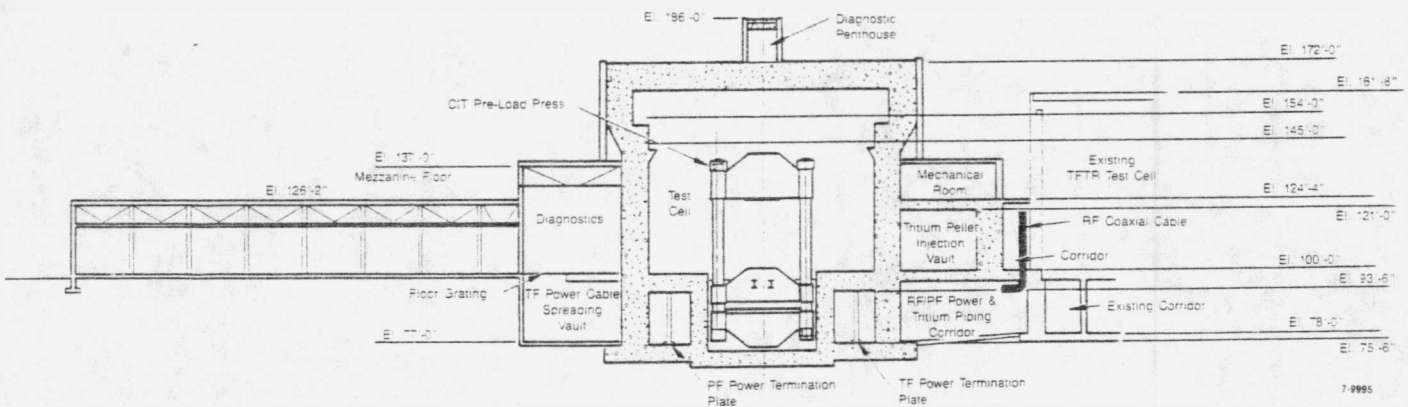 El. 186'-0"
Diagnostic
Penthouse
El. 172'-0"
El. 161'-8"
El. 154'-0"
El. 145'-0"
CIT Pre-Load Press
El. 137'-0"
Mezzanine Floor
El. 126'-2"
Existing
TFTR Test Cell
El. 124'-4"
El. 121'-0"
Mechanical
Room
Test
Cell
Diagnostics
RF Coaxial Cable
Tritium Pellet
Injection
Vault
Corridor
El. 100'-0"
El. 93'-6"
Floor Grating
TF Power Cable
Spreading
Vault
RF/PF Power &
Tritium Piping
Corridor
Existing Corridor
El. 78'-0"
El. 77'-0"
El. 75'-6"
PF Power Termination
Plate
TF Power Termination
Plate
7-9995